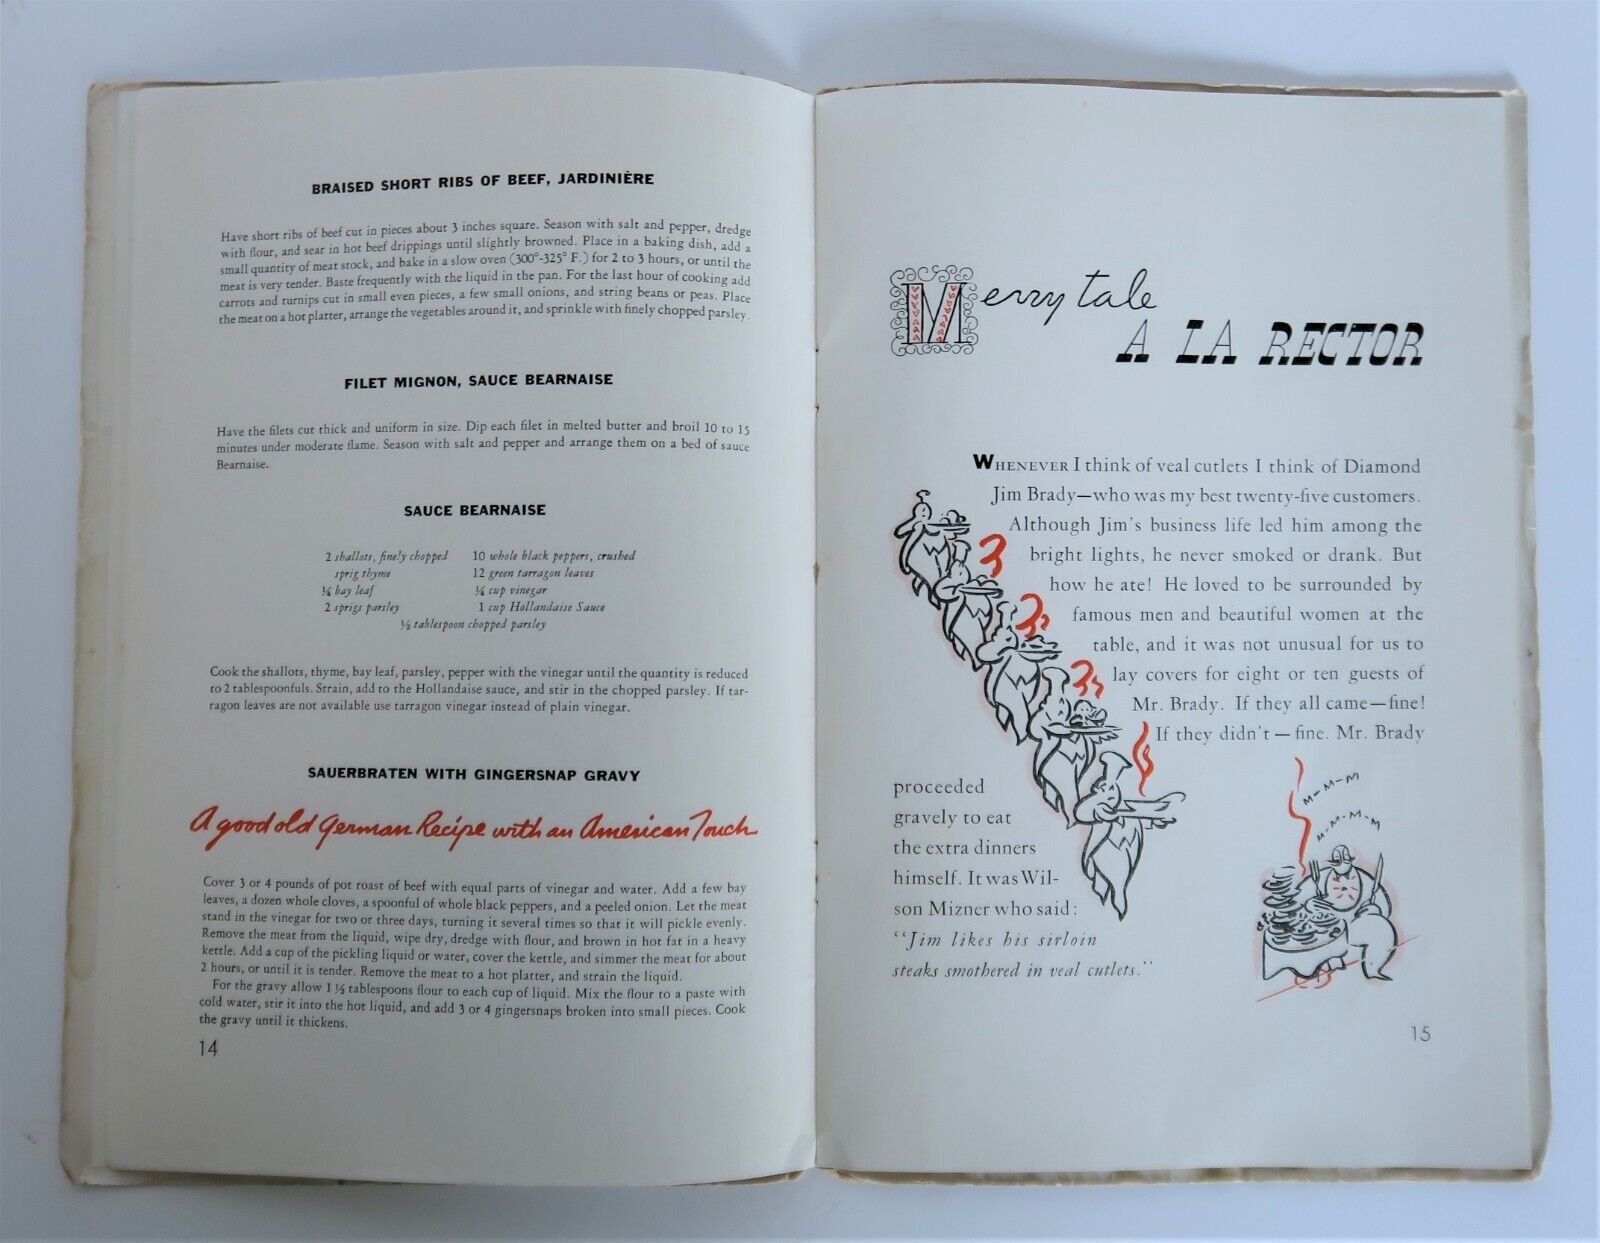 BRAISED SHORT RIBS OF BEEF, JARDINIÈRE
Have short ribs of beef cut in pieces about 3 inches square. Season with salt and pepper, dredge
with flour, and sear in hot beef drippings until slightly browned. Place in a baking dish, add a
small quantity of meat stock, and bake in a slow oven (300°-325° F.) for 2 to 3 hours, or until the
meat is very tender. Baste frequently with the liquid in the pan. For the last hour of cooking add
carrots and turnips cut in small even pieces, a few small onions, and string beans or peas. Place
the meat on a hot platter, arrange the vegetables around it, and sprinkle with finely chopped parsley.
FILET MIGNON, SAUCE BEARNAISE
Have the filets cut thick and uniform in size. Dip each filet in melted butter and broil 10 to 15
minutes under moderate flame. Season with salt and pepper and arrange them on a bed of sauce
Bearnaise.
SAUCE BEARNAISE
2 shallots, finely chopped 10 whole black peppers, crushed
sprig thyme 12 green tarragon leaves
¼ bay leaf ¼ cup vinegar
2 sprigs parsley 1 cup Hollandaise Sauce
½ tablespoon chopped parsley
Cook the shallots, thyme, bay leaf, parsley, pepper with the vinegar until the quantity is reduced
to 2 tablespoonfuls. Strain, add to the Hollandaise sauce, and stir in the chopped parsley. If tar-
ragon leaves are not available use tarragon vinegar instead of plain vinegar.
SAUERBRATEN WITH GINGERSNAP GRAVY
A good old German Recipe with an American Touch
Cover 3 or 4 pounds of pot roast of beef with equal parts of vinegar and water. Add a few bay
leaves, a dozen whole cloves, a spoonful of whole black peppers, and a peeled onion. Let the meat
stand in the vinegar for two or three days, turning it several times so that it will pickle evenly.
Remove the meat from the liquid, wipe dry, dredge with flour, and brown in hot fat in a heavy
kettle. Add a cup of the pickling liquid or water, cover the kettle, and simmer the meat for about
2 hours, or until it is tender. Remove the meat to a hot platter, and strain the liquid.
For the gravy allow 1½ tablespoons flour to each cup of liquid. Mix the flour to a paste with
cold water, stir it into the hot liquid, and add 3 or 4 gingersnaps broken into small pieces. Cook
the gravy until it thickens.
14
Merry tale
A LA RECTOR
WHENEVER I think of veal cutlets I think of Diamond
Jim Brady—who was my best twenty-five customers.
Although Jim's business life led him among the
bright lights, he never smoked or drank. But
how he ate! He loved to be surrounded by
famous men and beautiful women at the
table, and it was not unusual for us to
lay covers for eight or ten guests of
Mr. Brady. If they all came—fine!
If they didn't—fine. Mr. Brady
proceeded
gravely to eat
the extra dinners
himself. It was Wil-
son Mizner who said:
"Jim likes his sirloin
steaks smothered in veal cutlets."
M-M-M
M-M-M-M
15